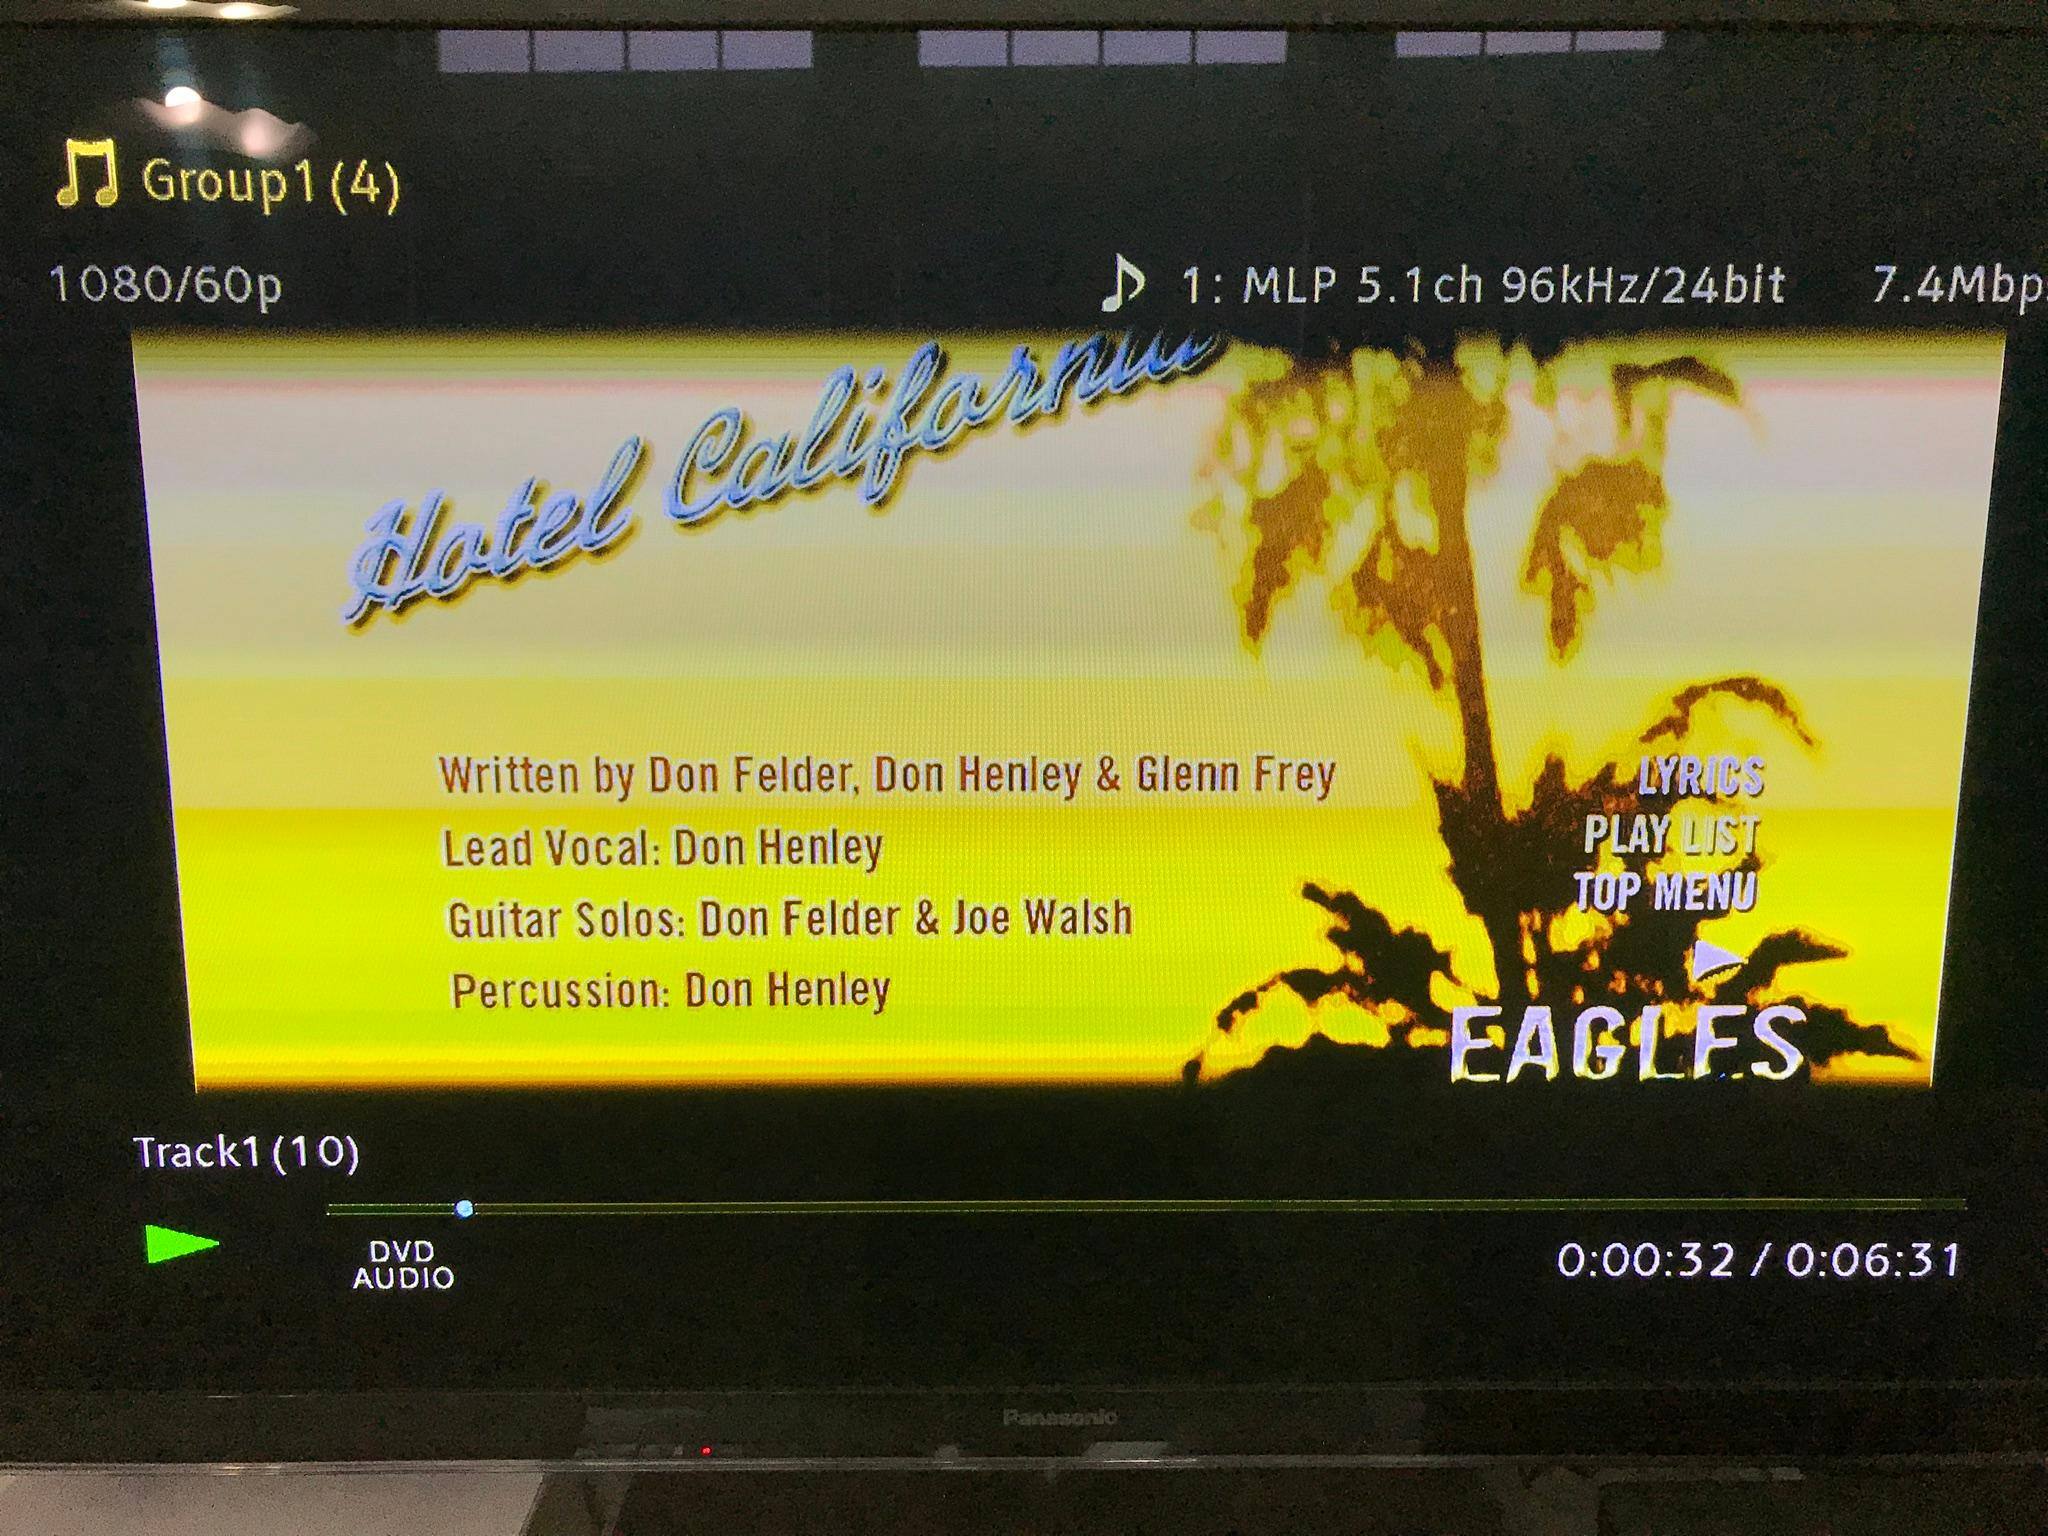 Group1(4)
1080/60p
1: MLP 5.1ch 96kHz/24bit
7.4Mbp
Hotel California
Written by Don Felder, Don Henley & Glenn Frey
Lead Vocal: Don Henley
Guitar Solos: Don Felder & Joe Walsh
Percussion: Don Henley
LYRICS
PLAY LIST
TOP MENU
EAGLES
Track1(10)
DVD
AUDIO
0:00:32 / 0:06:31
Panasonic